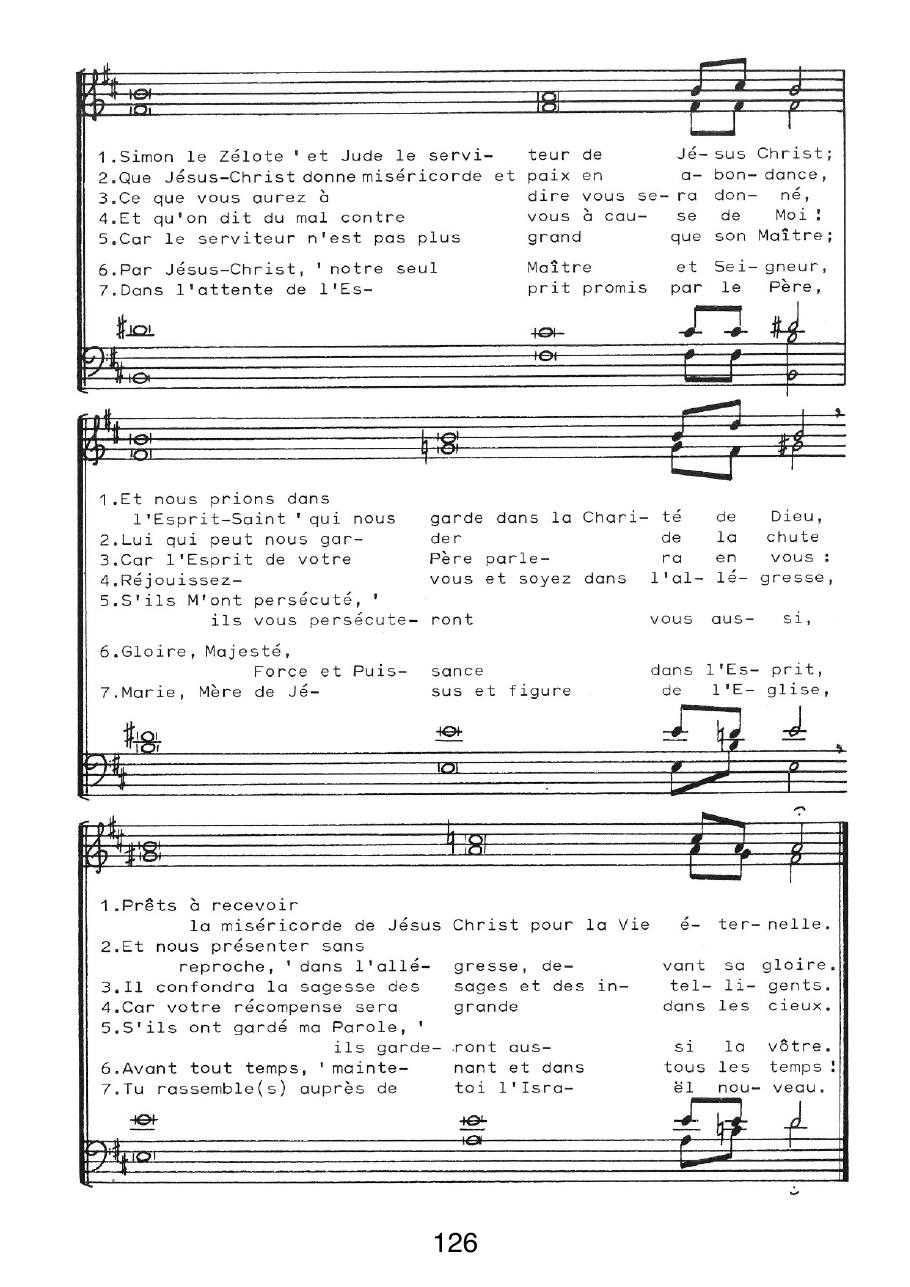 1.Simon le Zélote ' et Jude le servi- teur de Jé- sus Christ;
2.Que Jésus-Christ donne miséricorde et paix en a- bon- dance,
3.Ce que vous aurez à dire vous se- ra don- né,
4.Et qu'on dit du mal contre vous à cau- se de Moi !
5.Car le serviteur n'est pas plus grand que son Maître;
6.Par Jésus-Christ, ' notre seul Maître et Sei- gneur,
7.Dans l'attente de l'Es- prit promis par le Père,
1.Et nous prions dans
l'Esprit-Saint ' qui nous garde dans la Chari- té de Dieu,
2.Lui qui peut nous gar- der de la chute
3.Car l'Esprit de votre Père parle- ra en vous :
4.Réjouissez- vous et soyez dans l'al- lé- gresse,
5.S'ils M'ont persécuté, '
ils vous persécute- ront vous aus- si,
6.Gloire, Majesté,
Force et Puis- sance dans l'Es- prit,
7.Marie, Mère de Jé- sus et figure de l'E- glise,
1.Prêts à recevoir
la miséricorde de Jésus Christ pour la Vie é- ter- nelle.
2.Et nous présenter sans
reproche, ' dans l'allé- gresse, de- vant sa gloire.
3.Il confondra la sagesse des sages et des in- tel- li- gents.
4.Car votre récompense sera grande dans les cieux.
5.S'ils ont gardé ma Parole, '
ils garde- ront aus- si la vôtre.
6.Avant tout temps, ' mainte- nant et dans tous les temps !
7.Tu rassemble(s) auprès de toi l'Isra- ël nou- veau.
126